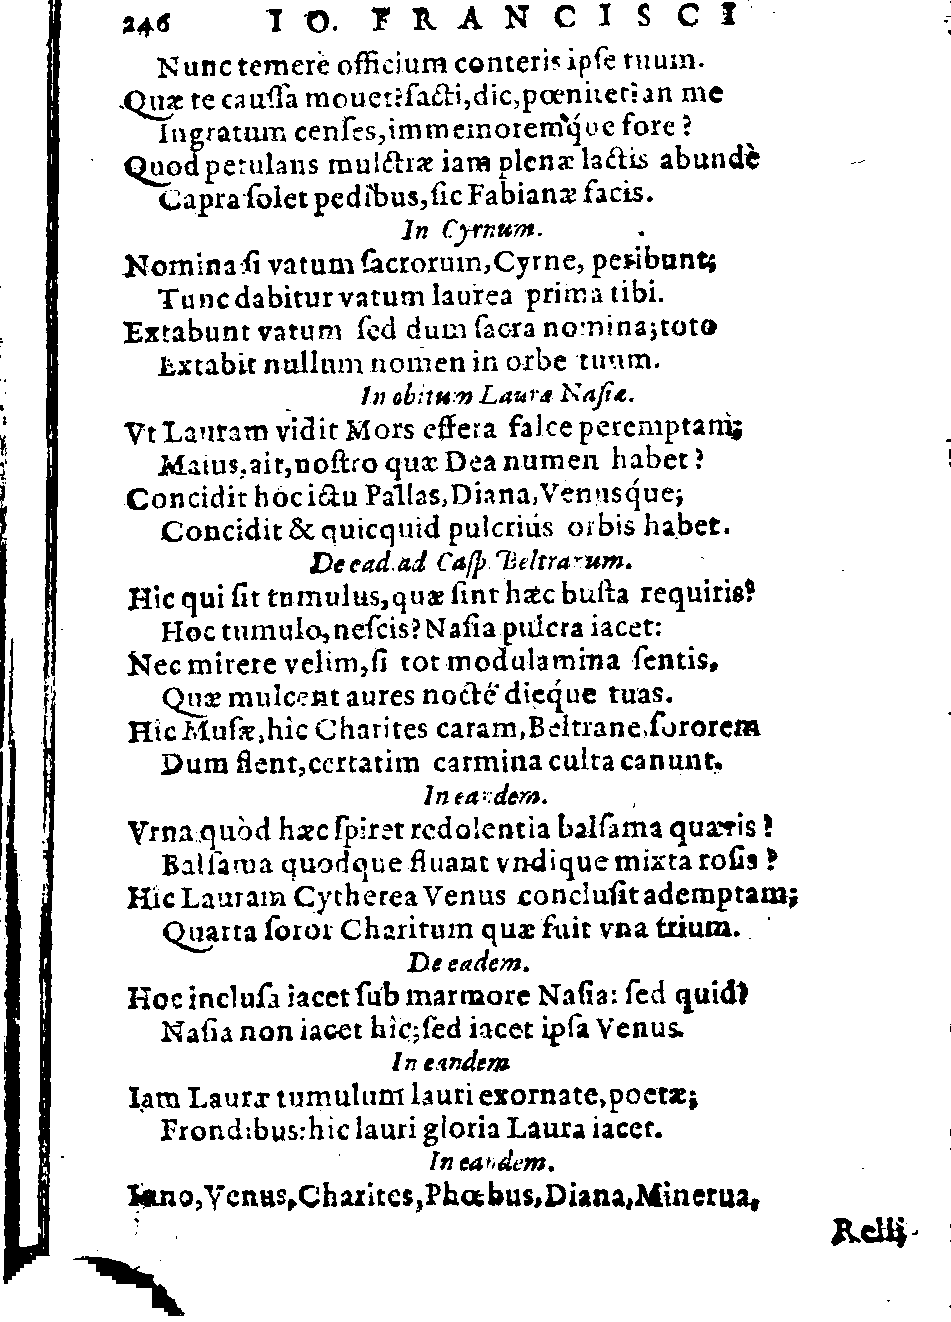 246 IO. FRANCISCI
Nunc temerè officium conteris ipſe tuum.
Quæ te cauſſa mouet? facti, dic, pœnitet? an me
Ingratum cenſes, immemoremq́ue fore?
Quod petulans mulctræ iam plenæ lactis abundè
Capra ſolet pedibus, ſic Fabianæ facis.
In Cyrnum.
Nomina ſi vatum ſacrorum, Cyrne, peribunt;
Tunc dabitur vatum laurea prima tibi.
Extabunt vatum ſed dum ſacra nomina; toto
Extabit nullum nomen in orbe tuum.
In obitum Lauræ Naſiæ.
Vt Lauram vidit Mors effera falce peremptam;
Maius, ait, noſtro quæ Dea numen habet?
Concidit hoc ictu Pallas, Diana, Venusq́ue;
Concidit & quicquid pulcriùs orbis habet.
De ead. ad Caſp. Beltrarum.
Hic qui ſit tumulus, quæ ſint hæc buſta requiris?
Hoc tumulo, neſcis? Naſia pulcra iacet:
Nec mirere velim, ſi tot modulamina ſentis,
Quæ mulcent aures nocte dieq́ue tuas.
Hic Muſæ, hic Charites caram, Beltrane, ſororem
Dum flent, certatim carmina culta canunt.
In eandem.
Vrna quòd hæc ſpiret redolentia balſama quæris?
Balſama quodque fluant vndique mixta roſis?
Hic Lauram Cytherea Venus concluſit ademptam;
Quarta ſoror Charitum quæ fuit vna trium.
De eadem.
Hoc incluſa iacet ſub marmore Naſia: ſed quid?
Naſia non iacet hîc; ſed iacet ipſa Venus.
In eandem
Iam Lauræ tumulum lauri exornate, poetæ;
Frondibus: hic lauri gloria Laura iacet.
In eandem.
Iuno, Venus, Charites, Phœbus, Diana, Minerua,
Relli-